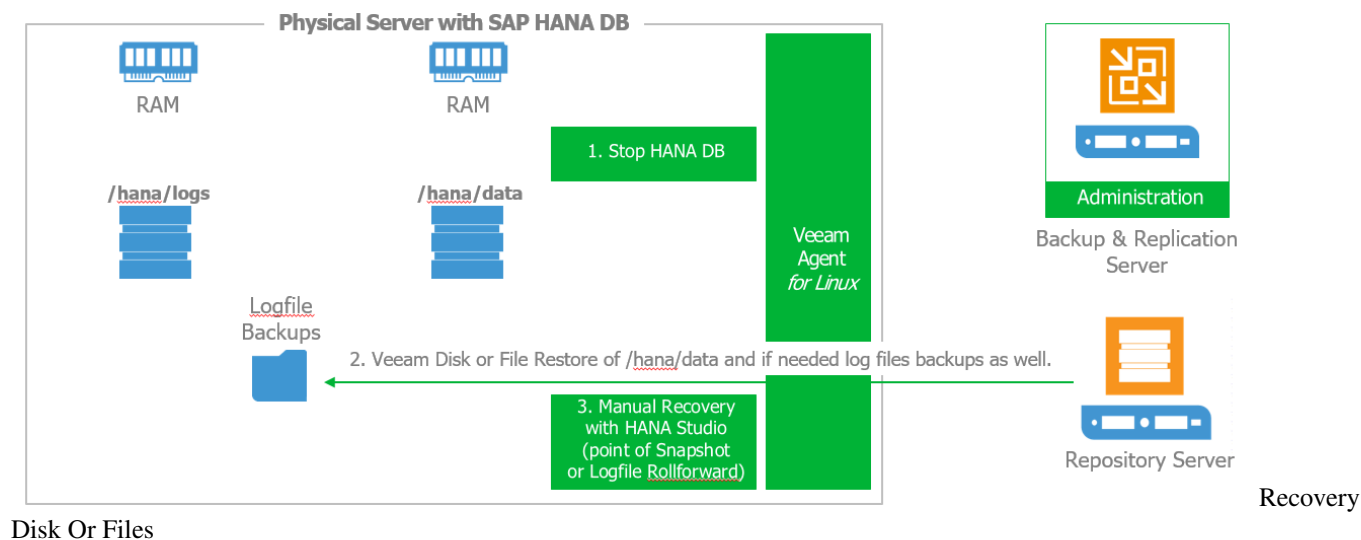 Physical Server with SAP HANA DB
RAM
RAM
1. Stop HANA DB
/hana/logs
/hana/data
Veeam
Agent
for Linux
Administration
Backup & Replication
Server
Logfile
Backups
2. Veeam Disk or File Restore of /hana/data and if needed log files backups as well.
3. Manual Recovery
with HANA Studio
(point of Snapshot
or Logfile Rollforward)
Repository Server
Recovery
Disk Or Files